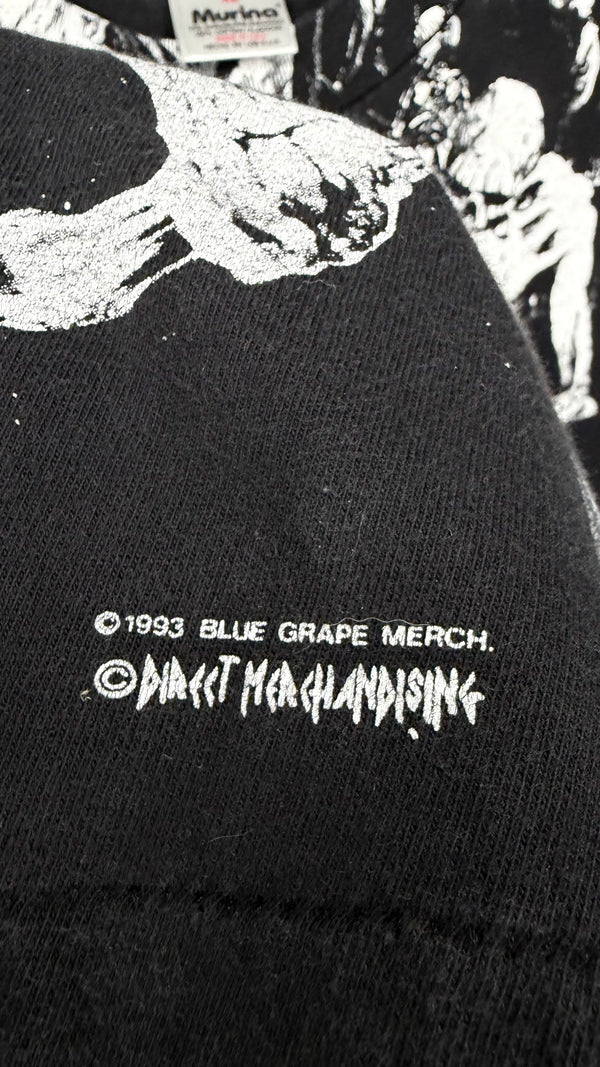 Murina
©1993 BLUE GRAPE MERCH.
©DIRECT MERCHANDISING